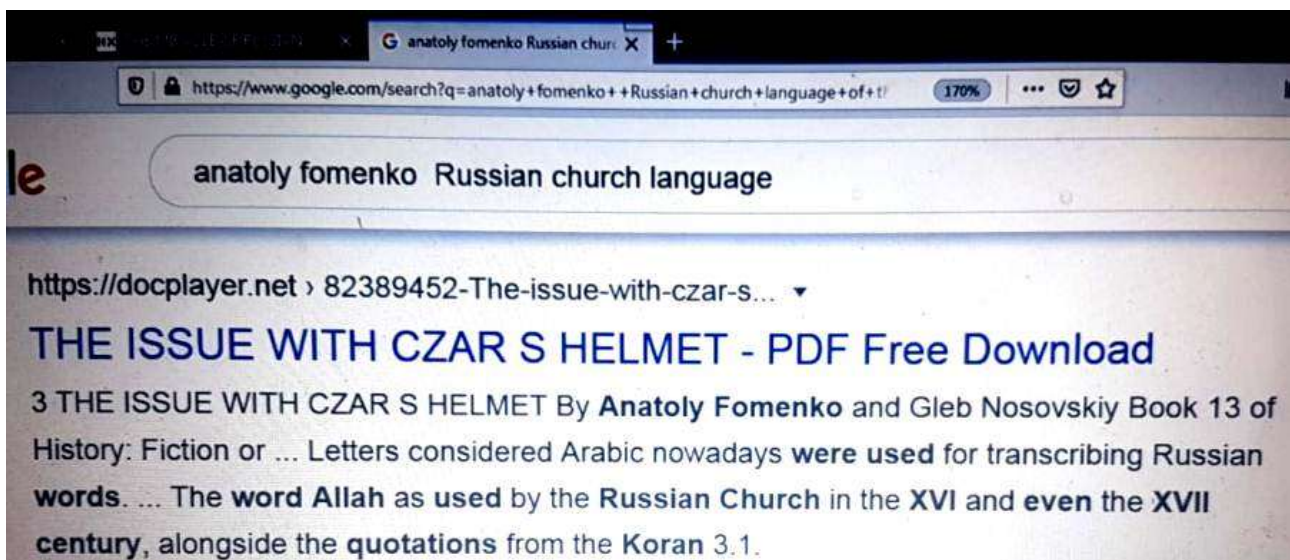 G anatoly fomenko Russian churc X +
https://www.google.com/search?q=anatoly+fomenko++Russian+church+language+of+t 170% ...
le anatoly fomenko Russian church language
https://docplayer.net › 82389452-The-issue-with-czar-s... ▾
THE ISSUE WITH CZAR S HELMET - PDF Free Download
3 THE ISSUE WITH CZAR S HELMET By Anatoly Fomenko and Gleb Nosovskiy Book 13 of
History: Fiction or ... Letters considered Arabic nowadays were used for transcribing Russian
words. ... The word Allah as used by the Russian Church in the XVI and even the XVII
century, alongside the quotations from the Koran 3.1.